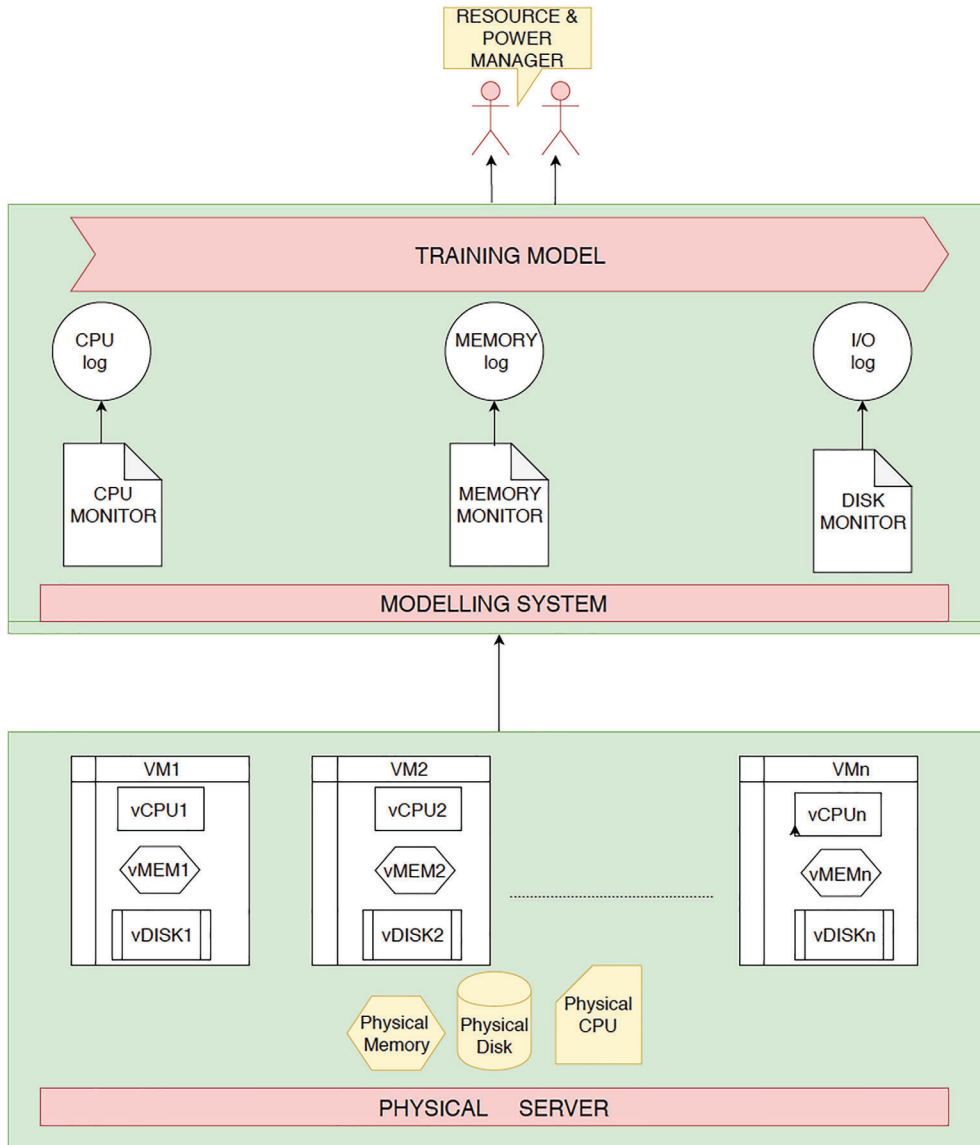 RESOURCE &
POWER
MANAGER
TRAINING MODEL
CPU
log
MEMORY
log
I/O
log
CPU
MONITOR
MEMORY
MONITOR
DISK
MONITOR
MODELLING SYSTEM
VM1
vCPU1
vMEM1
vDISK1
VM2
vCPU2
vMEM2
vDISK2
VMn
vCPUn
vMEMn
vDISKn
Physical
Memory
Physical
Disk
Physical
CPU
PHYSICAL SERVER